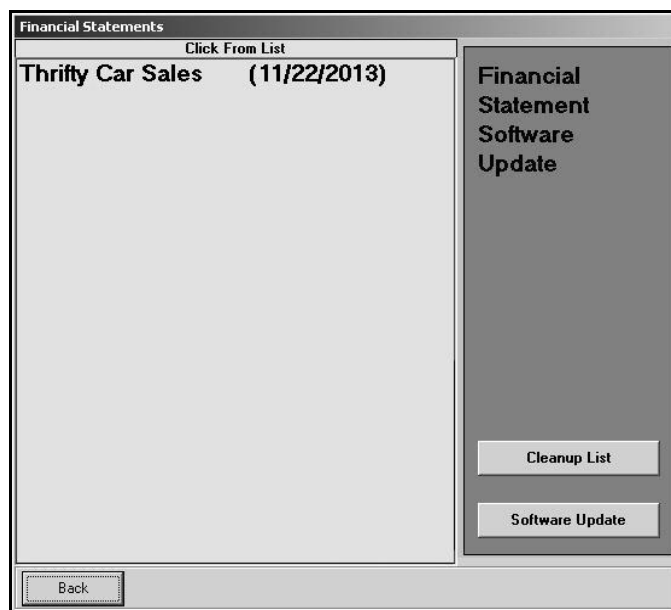 Financial Statements
Click From List
Thrifty Car Sales (11/22/2013)
Financial
Statement
Software
Update
Cleanup List
Software Update
Back